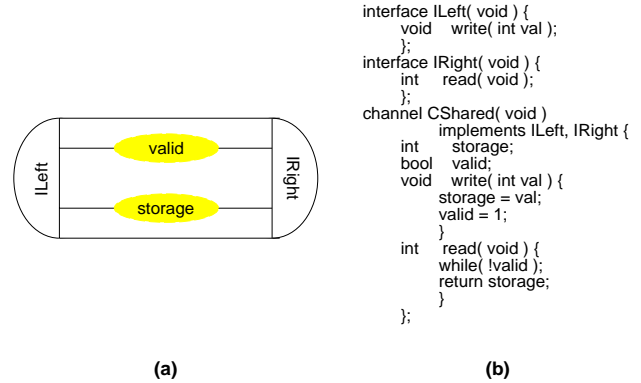 ILeft
valid
storage
IRight
(a)
interface ILeft( void ) {
void write( int val );
};
interface IRight( void ) {
int read( void );
};
channel CShared( void )
implements ILeft, IRight {
int storage;
bool valid;
void write( int val ) {
storage = val;
valid = 1;
}
int read( void ) {
while( !valid );
return storage;
}
};
(b)